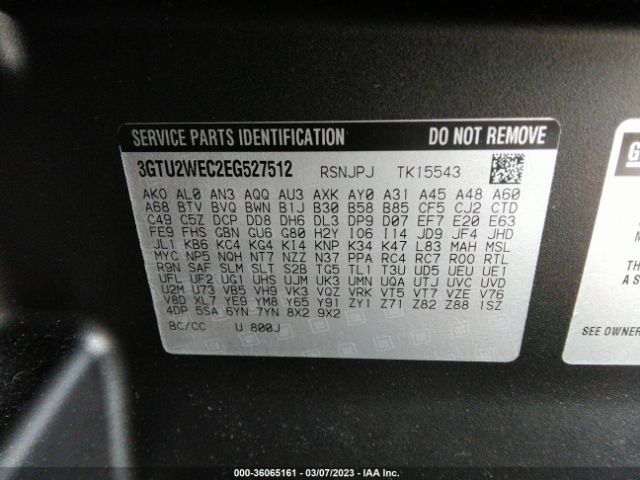 SERVICE PARTS IDENTIFICATION DO NOT REMOVE
3GTU2WEC2EG527512 RSNJPJ TK15543
AKO AL0 AN3 AQQ AU3 AXK AY0 A31 A45 A48 A60
A68 BTV BVQ BWN B1J B30 B58 B85 CF5 CJ2 CTD
C49 C5Z DCP DD8 DH6 DL3 DP9 D07 EF7 E20 E63
FE9 FHS GBN GU6 G80 H2Y IO6 I14 JD9 JF4 JHD
JL1 KB6 KC4 KG4 K14 KNP K34 K47 L83 MAH MSL
MYC NP5 NQH NT7 NZZ N37 PPA RC4 RC7 ROO RTL
R9N SAF SLM SLT S2B TG5 TL1 T3U UD5 UEU UE1
UFL UF2 UG1 UHS UJM UK3 UMN UQA UTJ UVC UVD
U2M U73 VB5 VH9 VK3 VQZ VRK VT5 VT7 VZE V76
V8D XL7 YE9 YM8 Y65 Y91 ZY1 Z71 Z82 Z88 1SZ
4DP 5SA 6YN 7YN 8X2 9X2
BC/CC U 800J
SEE OWNER
000-36065161 - 03/07/2023 - IAA Inc.